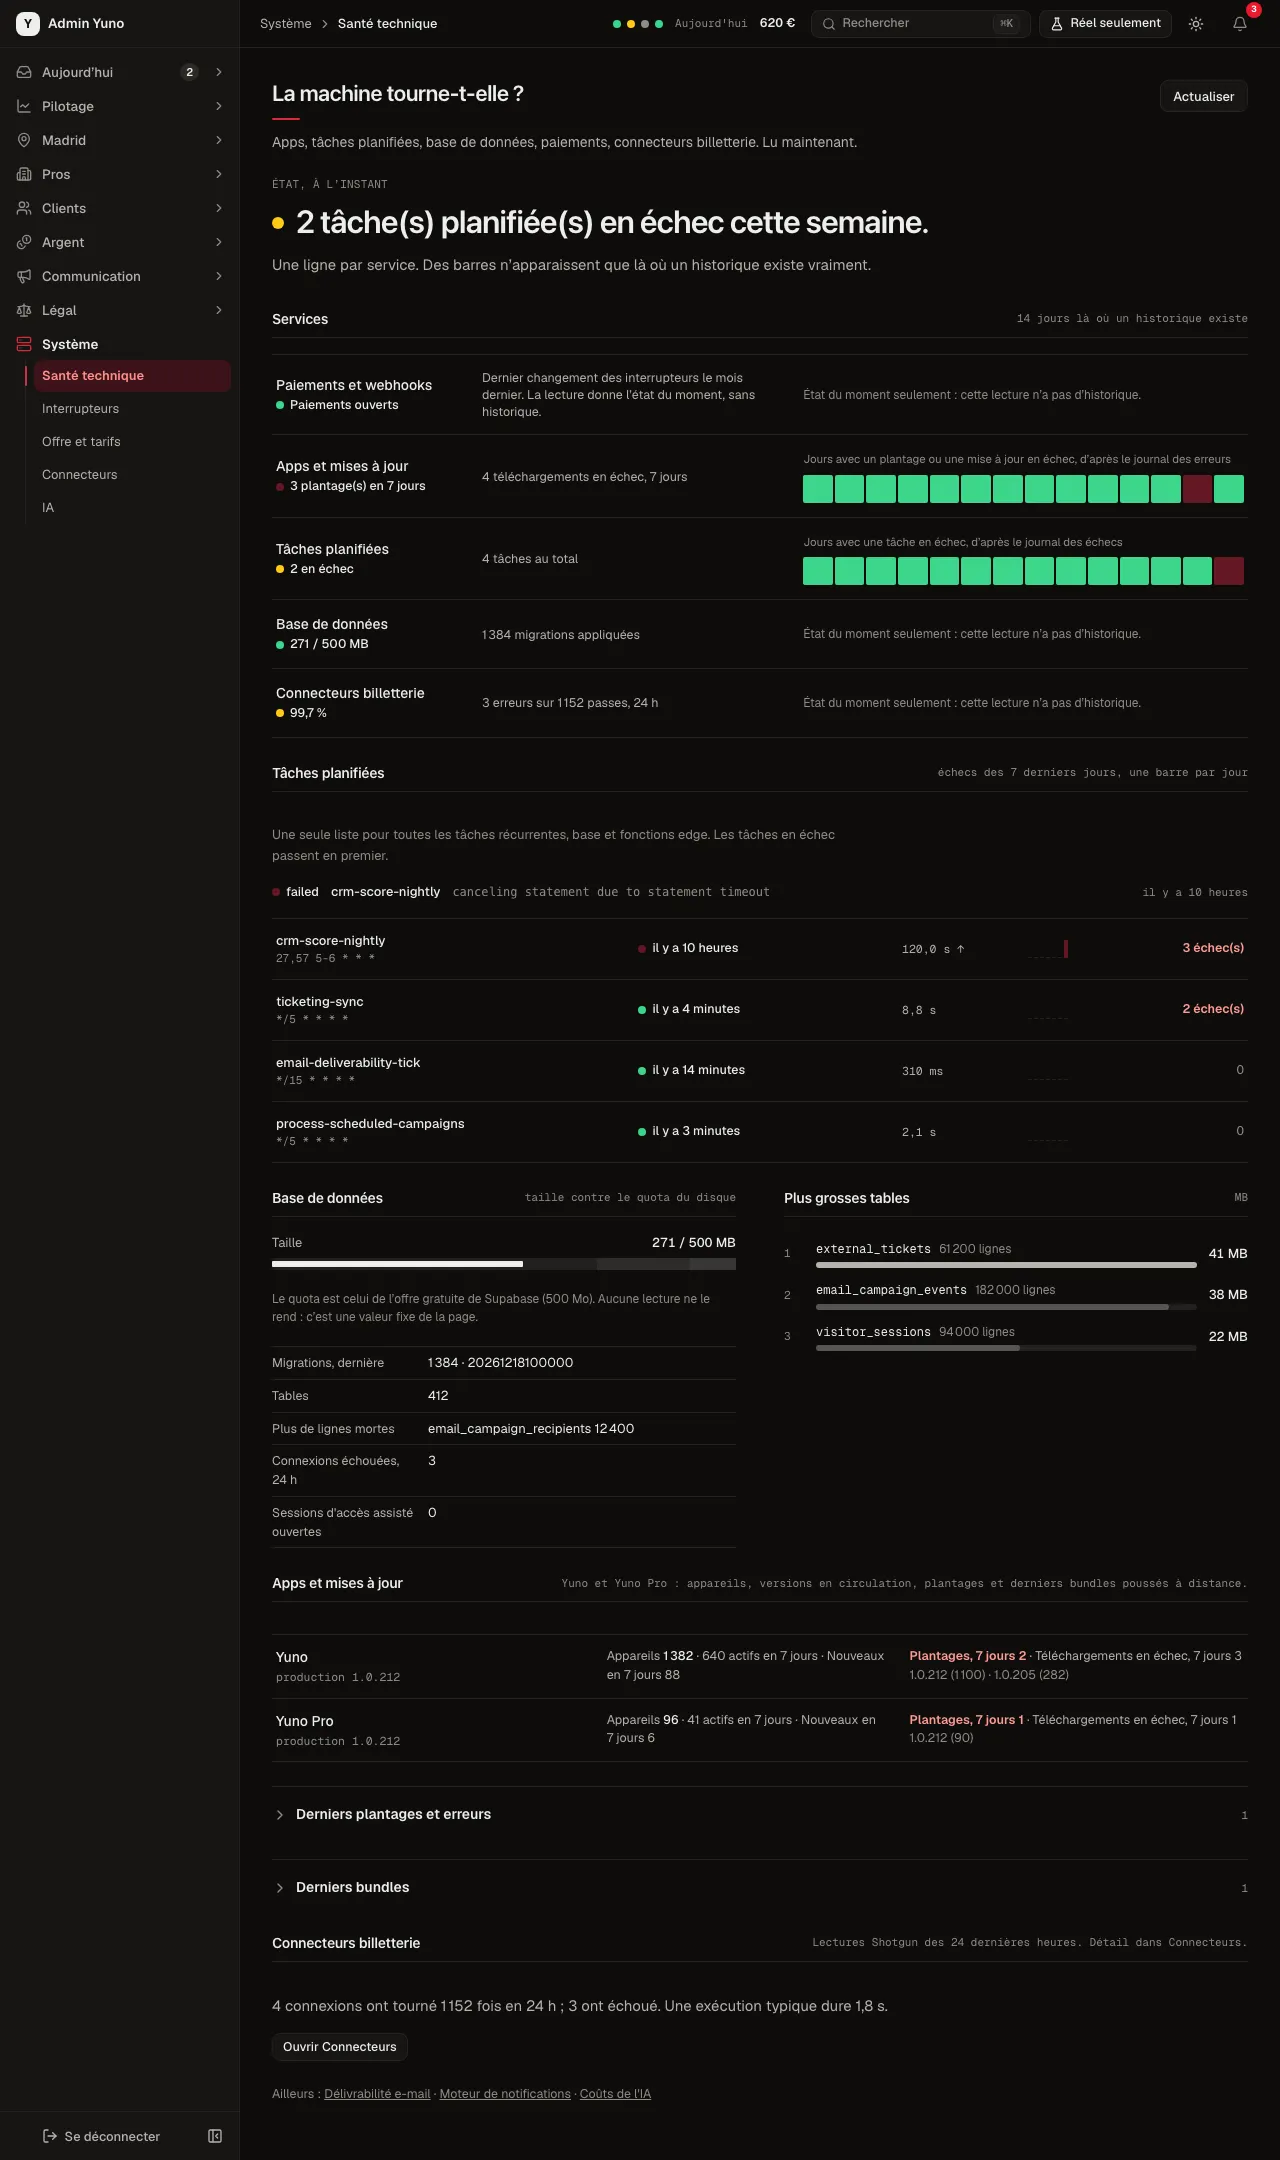 Y Admin Yuno
Système > Santé technique
Aujourd'hui 620 €
Rechercher ⌘K
Réel seulement
3
Aujourd'hui 2
Pilotage
Madrid
Pros
Clients
Argent
Communication
Légal
Système
Santé technique
Interrupteurs
Offre et tarifs
Connecteurs
IA
Se déconnecter
La machine tourne-t-elle ?
Actualiser
Apps, tâches planifiées, base de données, paiements, connecteurs billetterie. Lu maintenant.
ÉTAT, À L'INSTANT
2 tâche(s) planifiée(s) en échec cette semaine.
Une ligne par service. Des barres n'apparaissent que là où un historique existe vraiment.
Services
14 jours là où un historique existe
Paiements et webhooks
Paiements ouverts
Dernier changement des interrupteurs le mois
dernier. La lecture donne l'état du moment, sans
historique.
État du moment seulement : cette lecture n'a pas d'historique.
Apps et mises à jour
3 plantage(s) en 7 jours
4 téléchargements en échec, 7 jours
Jours avec un plantage ou une mise à jour en échec, d'après le journal des erreurs
Tâches planifiées
2 en échec
4 tâches au total
Jours avec une tâche en échec, d'après le journal des échecs
Base de données
271 / 500 MB
1 384 migrations appliquées
État du moment seulement : cette lecture n'a pas d'historique.
Connecteurs billetterie
99,7 %
3 erreurs sur 1 152 passes, 24 h
État du moment seulement : cette lecture n'a pas d'historique.
Tâches planifiées
échecs des 7 derniers jours, une barre par jour
Une seule liste pour toutes les tâches récurrentes, base et fonctions edge. Les tâches en échec
passent en premier.
failed crm-score-nightly canceling statement due to statement timeout
il y a 10 heures
crm-score-nightly
27,57 5-6 * * *
il y a 10 heures
120,0 s ↑
3 échec(s)
ticketing-sync
*/5 * * * *
il y a 4 minutes
8,8 s
2 échec(s)
email-deliverability-tick
*/15 * * * *
il y a 14 minutes
310 ms
0
process-scheduled-campaigns
*/5 * * * *
il y a 3 minutes
2,1 s
0
Base de données
taille contre le quota du disque
Taille
271 / 500 MB
Le quota est celui de l'offre gratuite de Supabase (500 Mo). Aucune lecture ne le
rend : c'est une valeur fixe de la page.
Migrations, dernière 1 384 · 20261218100000
Tables 412
Plus de lignes mortes email_campaign_recipients 12 400
Connexions échouées, 3
24 h
Sessions d'accès assisté 0
ouvertes
Plus grosses tables
MB
1 external_tickets 61 200 lignes 41 MB
2 email_campaign_events 182 000 lignes 38 MB
3 visitor_sessions 94 000 lignes 22 MB
Apps et mises à jour
Yuno et Yuno Pro : appareils, versions en circulation, plantages et derniers bundles poussés à distance.
Yuno
production 1.0.212
Appareils 1 382 · 640 actifs en 7 jours · Nouveaux
en 7 jours 88
Plantages, 7 jours 2 · Téléchargements en échec, 7 jours 3
1.0.212 (1 100) · 1.0.205 (282)
Yuno Pro
production 1.0.212
Appareils 96 · 41 actifs en 7 jours · Nouveaux en
7 jours 6
Plantages, 7 jours 1 · Téléchargements en échec, 7 jours 1
1.0.212 (90)
Derniers plantages et erreurs 1
Derniers bundles 1
Connecteurs billetterie
Lectures Shotgun des 24 dernières heures. Détail dans Connecteurs.
4 connexions ont tourné 1 152 fois en 24 h ; 3 ont échoué. Une exécution typique dure 1,8 s.
Ouvrir Connecteurs
Ailleurs : Délivrabilité e-mail · Moteur de notifications · Coûts de l'IA